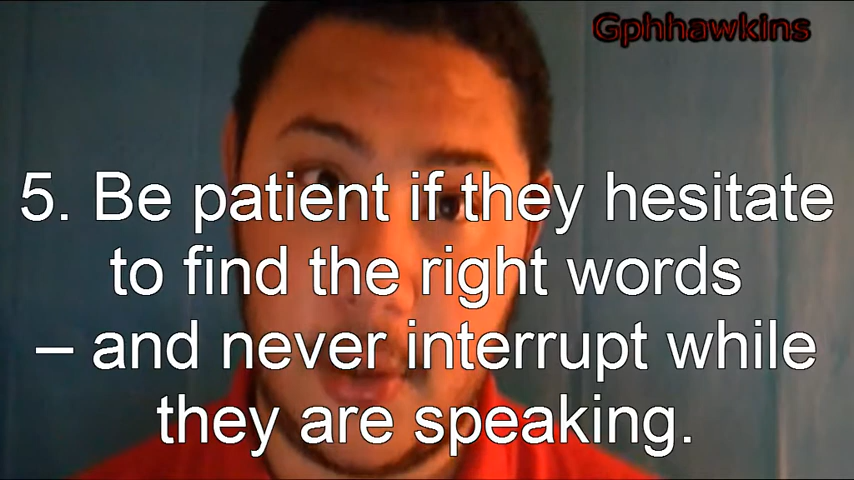 Gphhawkins
5. Be patient if they hesitate
to find the right words
– and never interrupt while
they are speaking.